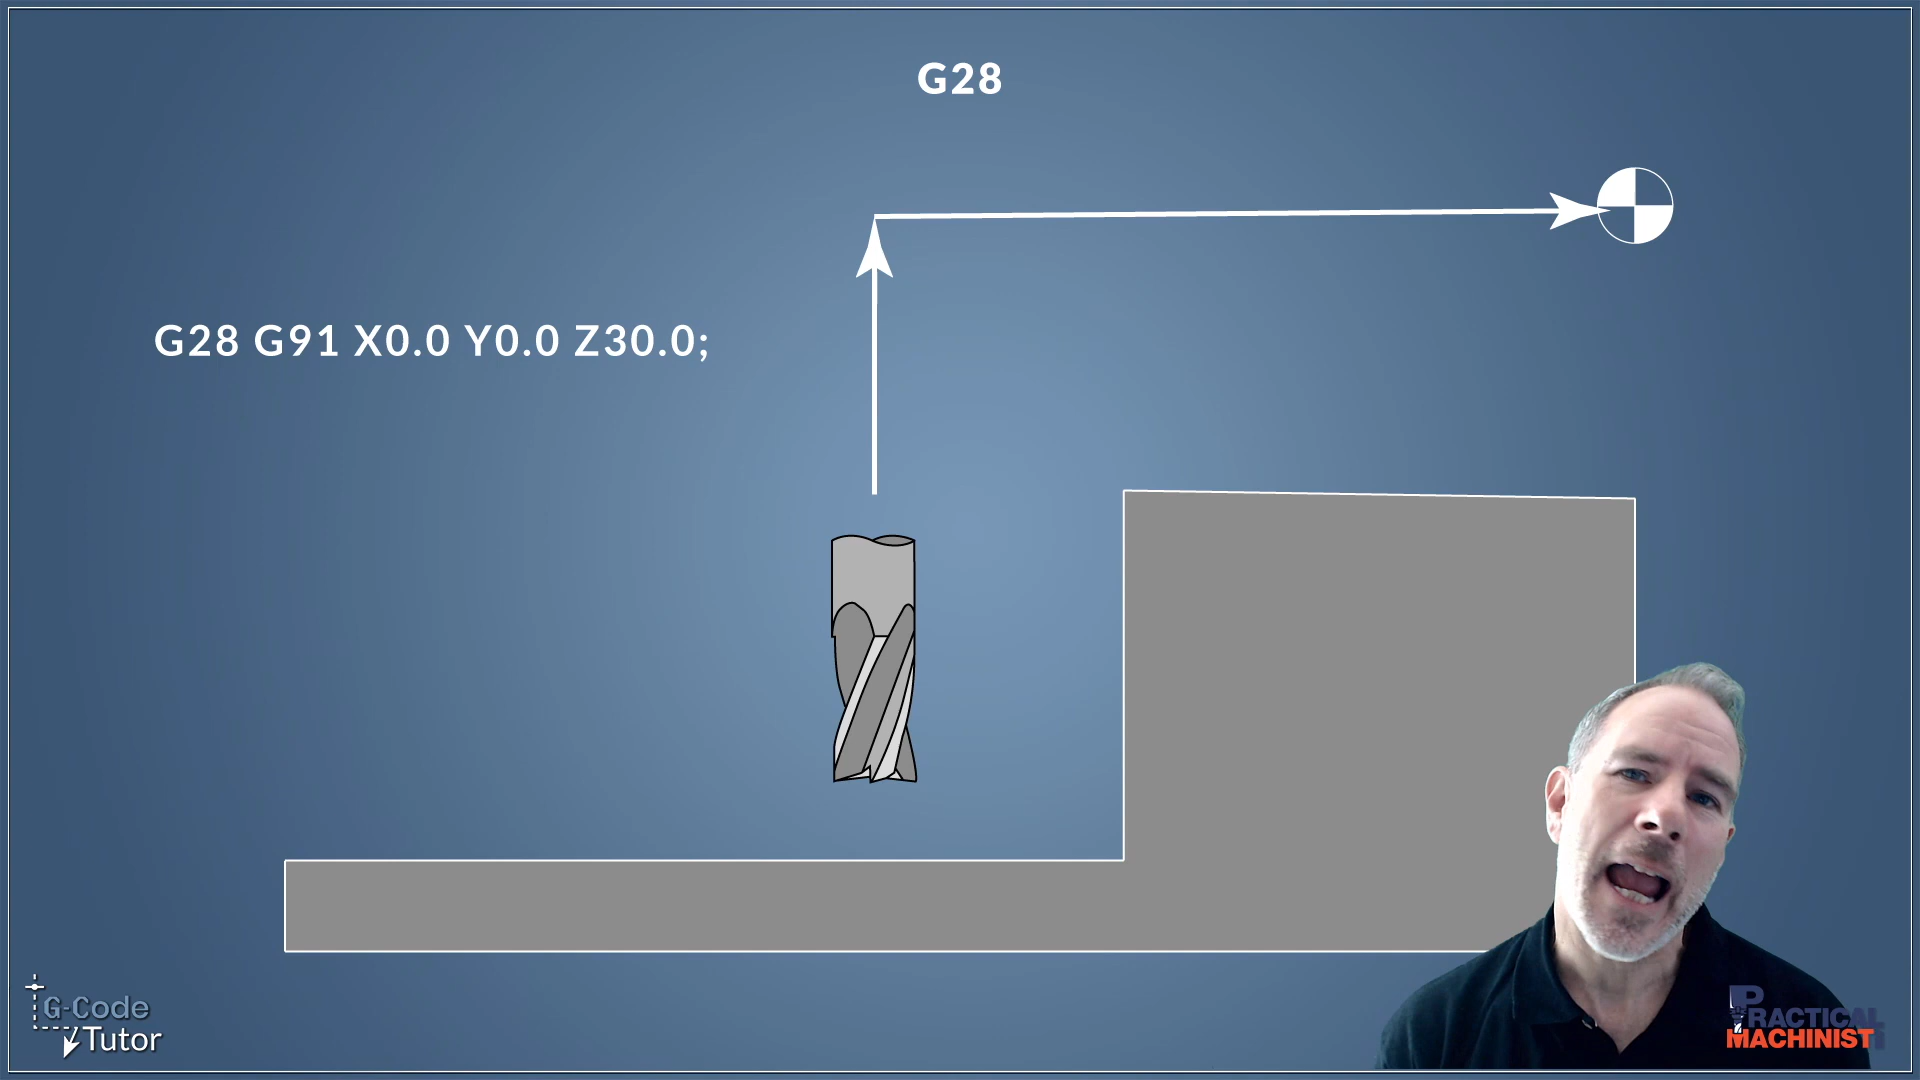 G28
G28 G91 X0.0 Y0.0 Z30.0;
G-Code
Tutor
PRACTICAL
MACHINIST